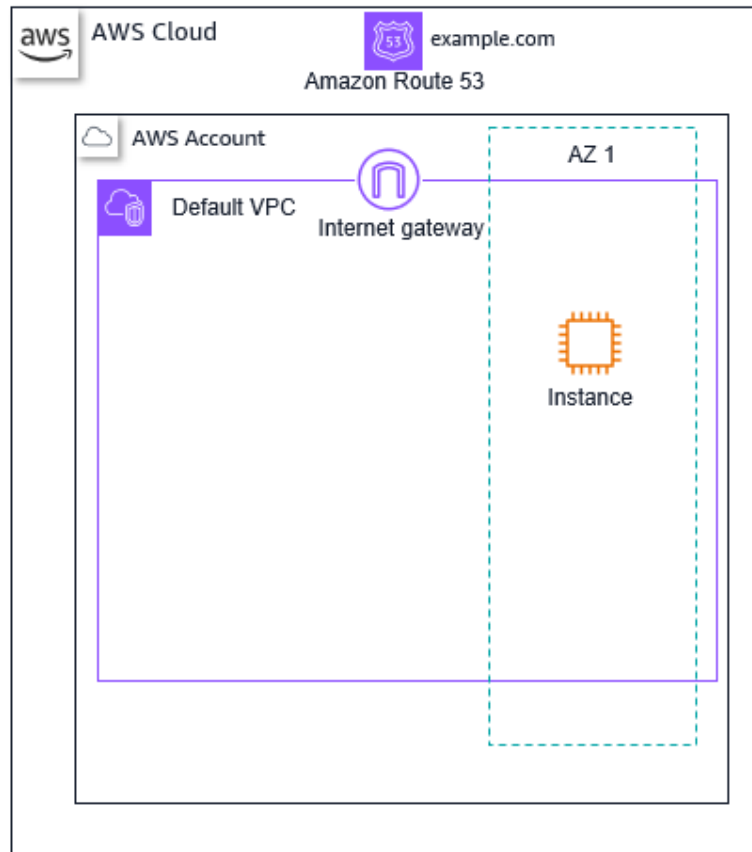 aws
AWS Cloud
53
example.com
Amazon Route 53
AWS Account
AZ 1
Default VPC
Internet gateway
Instance